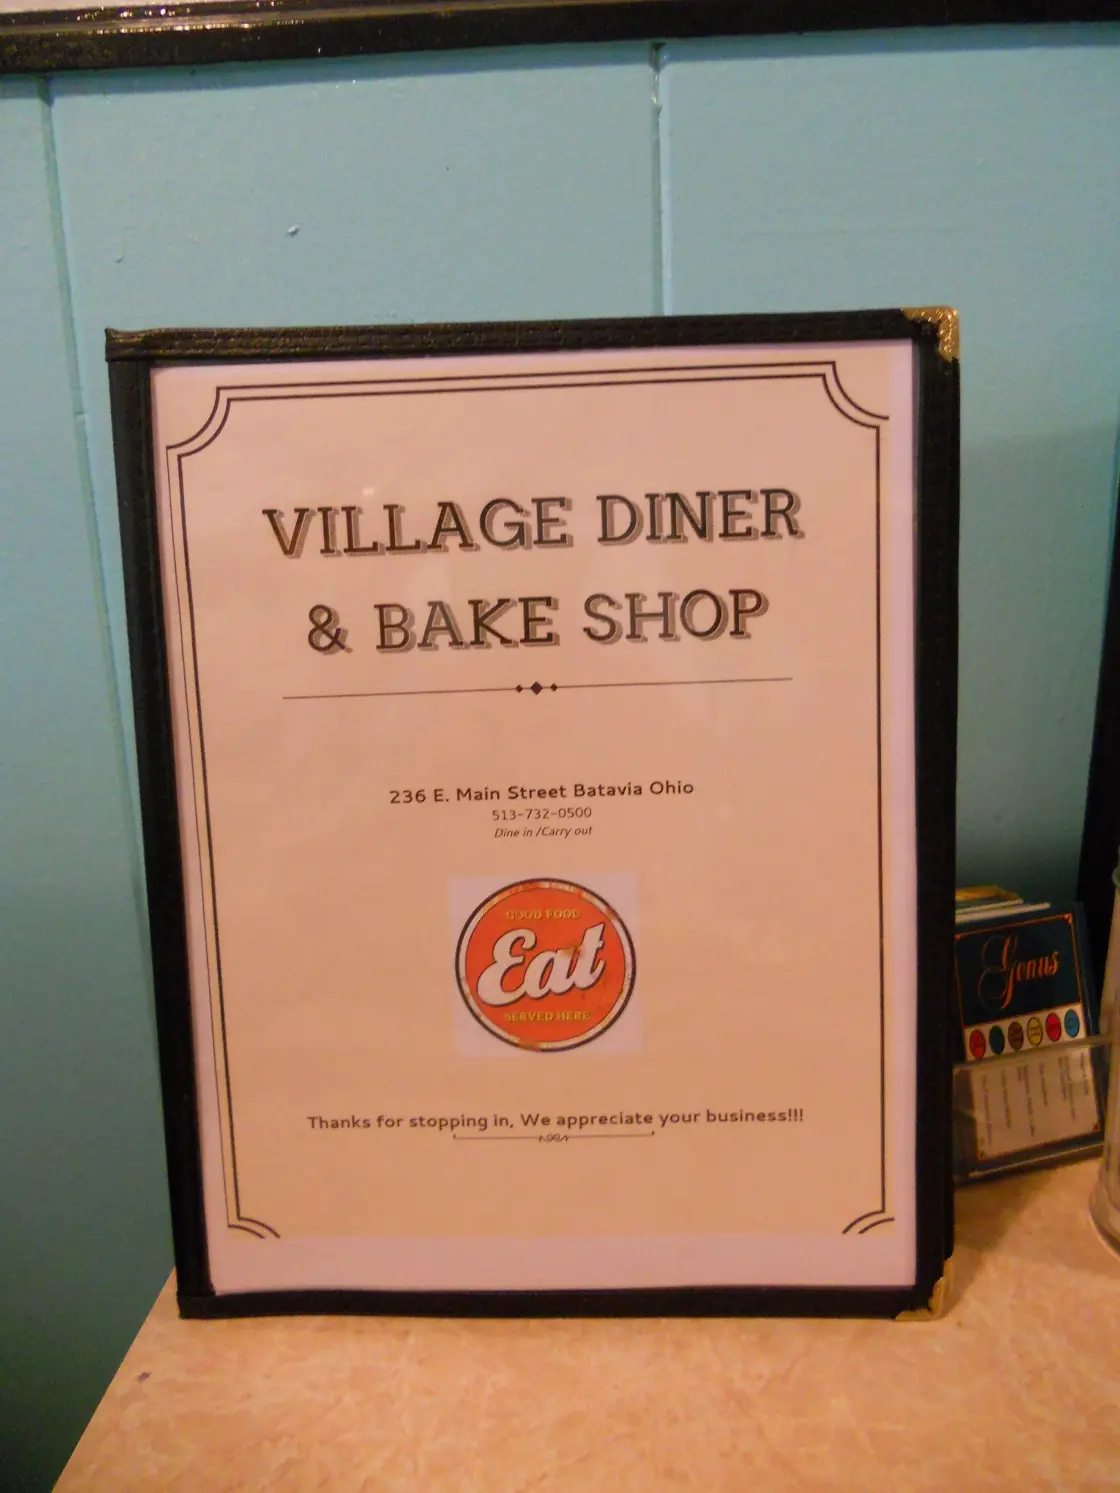 VILLAGE DINER
& BAKE SHOP
236 E. Main Street Batavia Ohio
513-732-0500
Dine in /Carry out
GOOD FOOD
Eat
SERVED HERE
Thanks for stopping in, We appreciate your business!!!
Genus